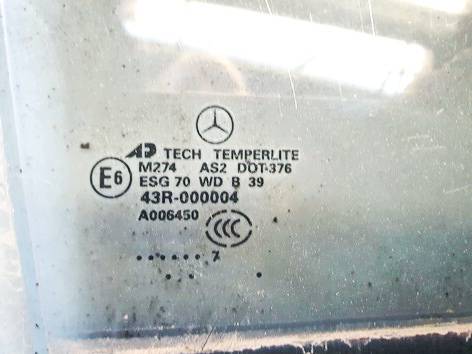 AP TECH TEMPERLITE
M274 AS2 DOT-376
E6 ESG 70 WD B 39
43R-000004
A006450 CCC
...... 7